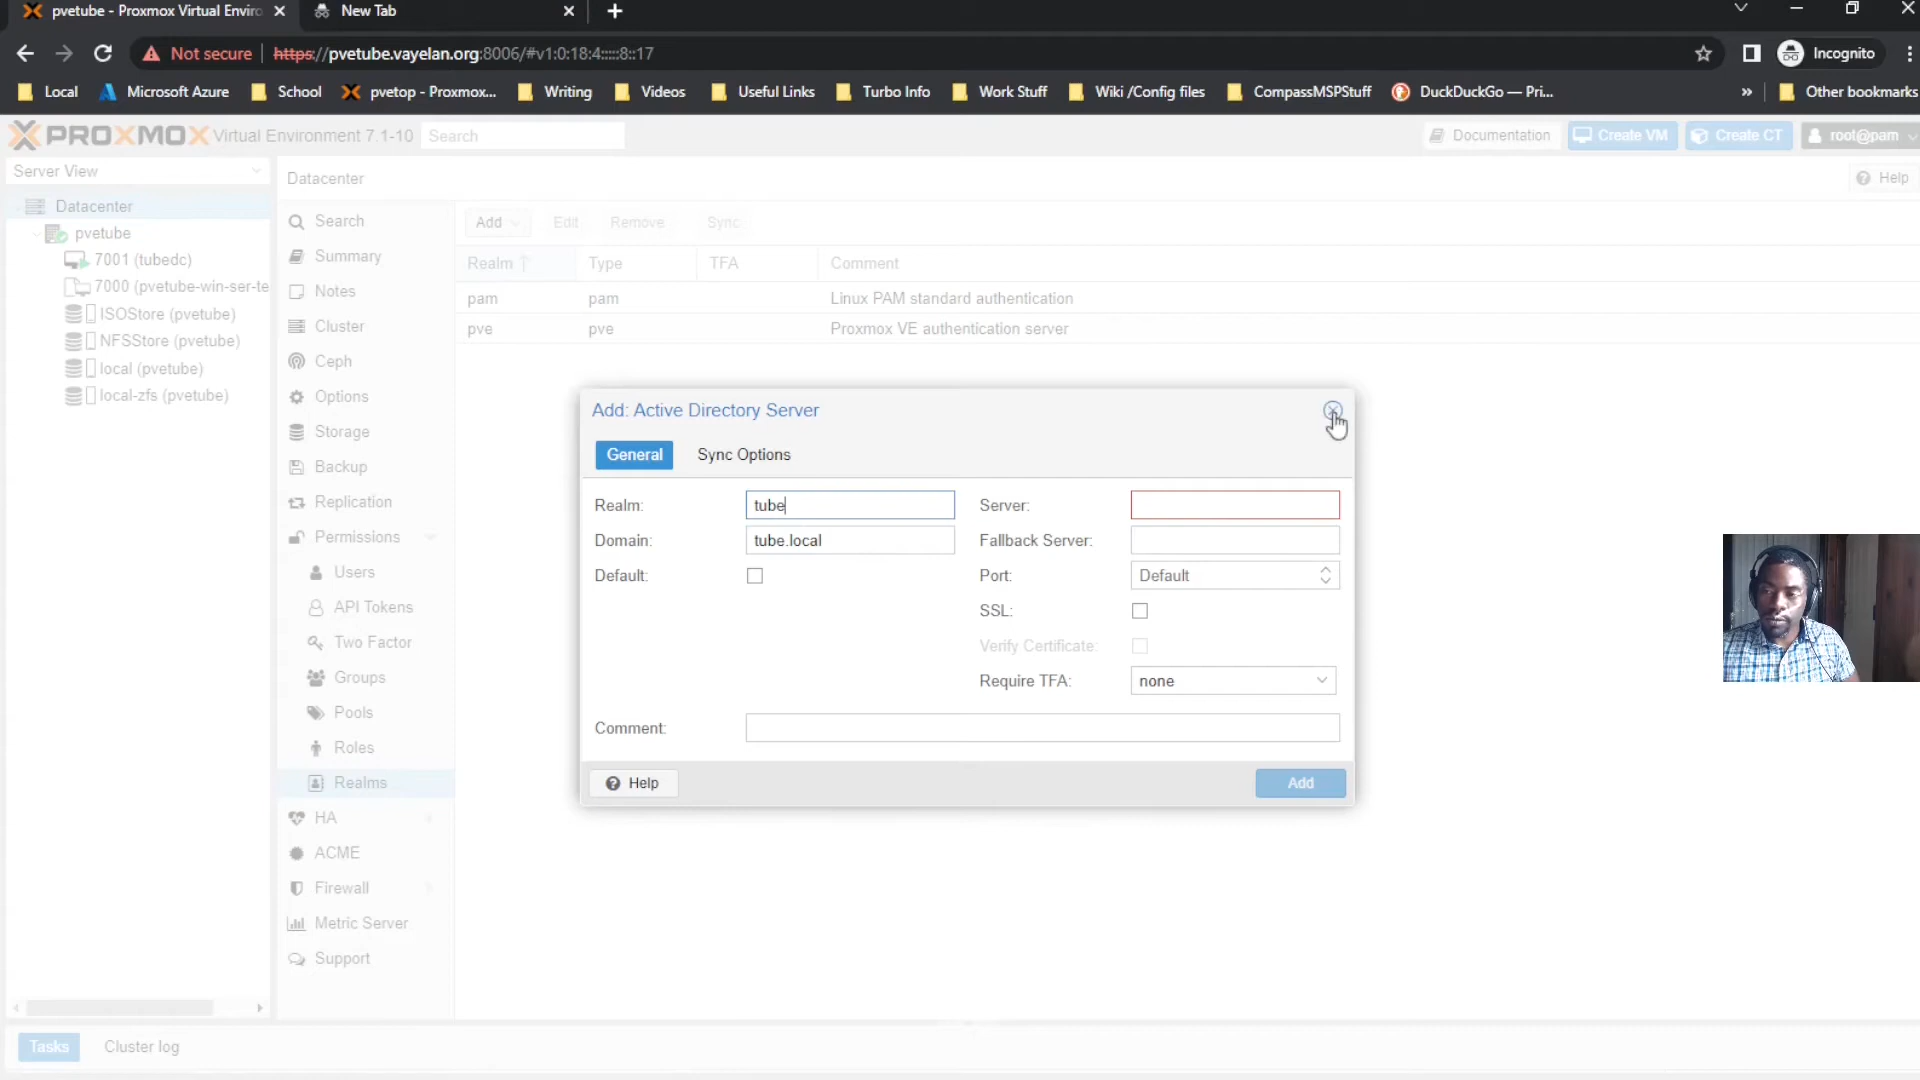 pvetube - Proxmox Virtual Enviro
New Tab
Not secure
https://pvetube.vayelan.org:8006/#v1:0:18:4:::::8::17
Incognito
Local
Microsoft Azure
School
pvetop - Proxmox...
Writing
Videos
Useful Links
Turbo Info
Work Stuff
Wiki /Config files
CompassMSPStuff
DuckDuckGo — Pri...
»
Other bookmarks
PROXMOX Virtual Environment 7.1-10
Search
Documentation
Create VM
Create CT
root@pam
Server View
Datacenter
pvetube
7001 (tubedc)
7000 (pvetube-win-ser-te
ISOStore (pvetube)
NFSStore (pvetube)
local (pvetube)
local-zfs (pvetube)
Datacenter
Help
Search
Summary
Notes
Cluster
Ceph
Options
Storage
Backup
Replication
Permissions
Users
API Tokens
Two Factor
Groups
Pools
Roles
Realms
HA
ACME
Firewall
Metric Server
Support
Add
Edit
Remove
Sync
Realm
Type
TFA
Comment
pam
pam
Linux PAM standard authentication
pve
pve
Proxmox VE authentication server
Add: Active Directory Server
General
Sync Options
Realm:
tube
Domain:
tube.local
Default:
Server:
Fallback Server:
Port:
Default
SSL:
Verify Certificate:
Require TFA:
none
Comment:
Help
Add
Tasks
Cluster log